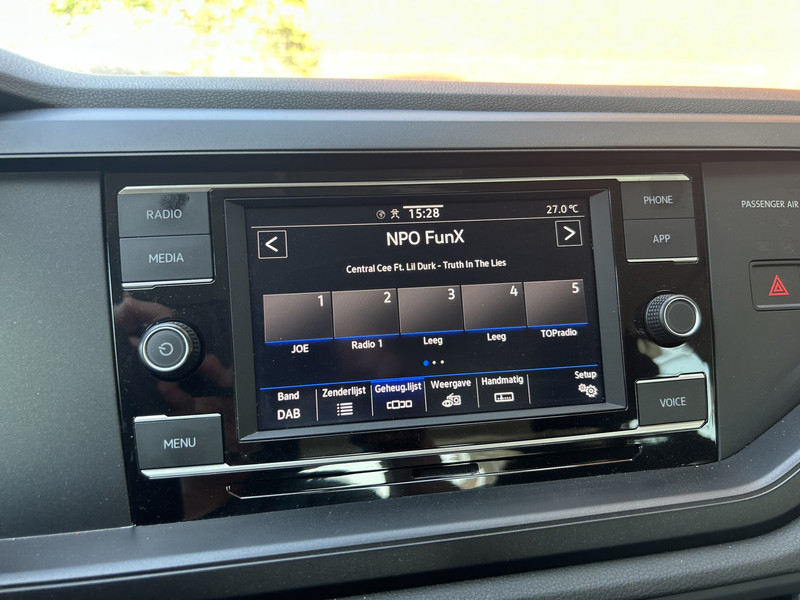 RADIO
MEDIA
MENU
15:28
27.0 °C
<
NPO FunX
>
Central Cee Ft. Lil Durk - Truth In The Lies
1
2
3
4
5
JOE
Radio 1
Leeg
Leeg
TOPradio
Band
DAB
Zenderlijst
Geheug.lijst
Weergave
Handmatig
Setup
PHONE
APP
VOICE
PASSENGER AIR